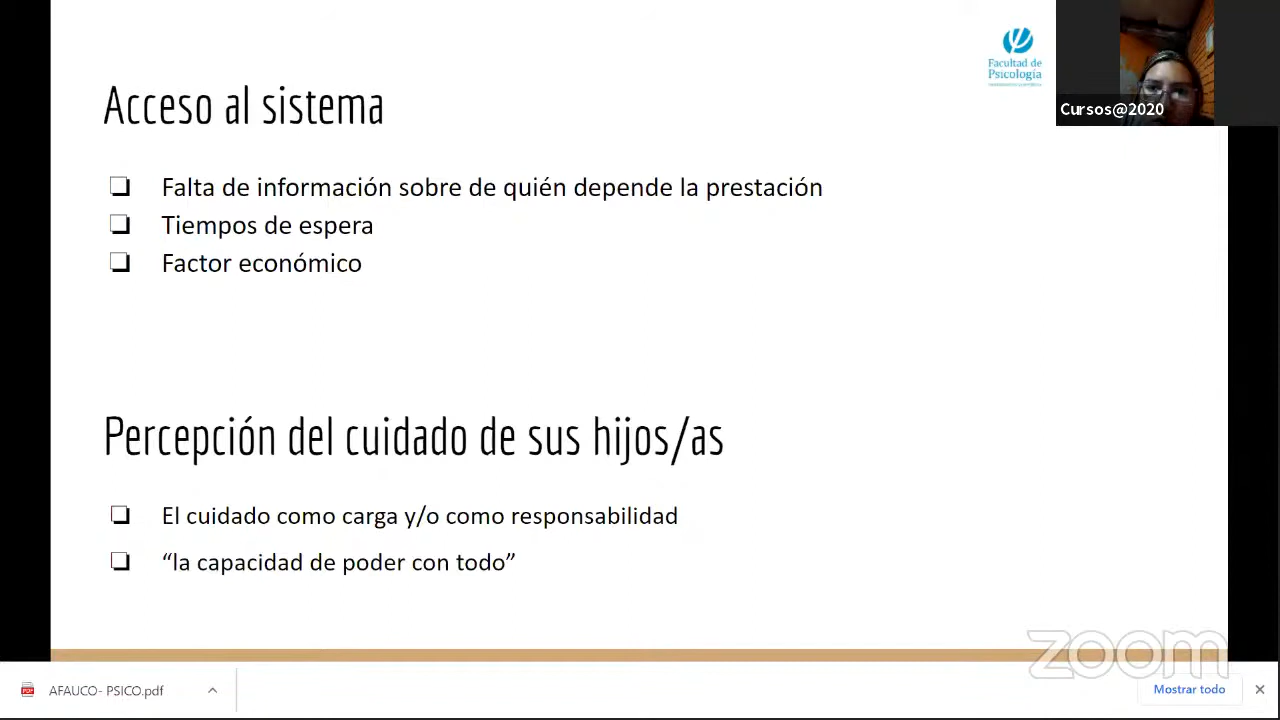 Facultad de
Psicología
Cursos@2020
Acceso al sistema
Falta de información sobre de quién depende la prestación
Tiempos de espera
Factor económico
Percepción del cuidado de sus hijos/as
El cuidado como carga y/o como responsabilidad
“la capacidad de poder con todo”
zoom
PDF
AFAUCO- PSICO.pdf
Mostrar todo